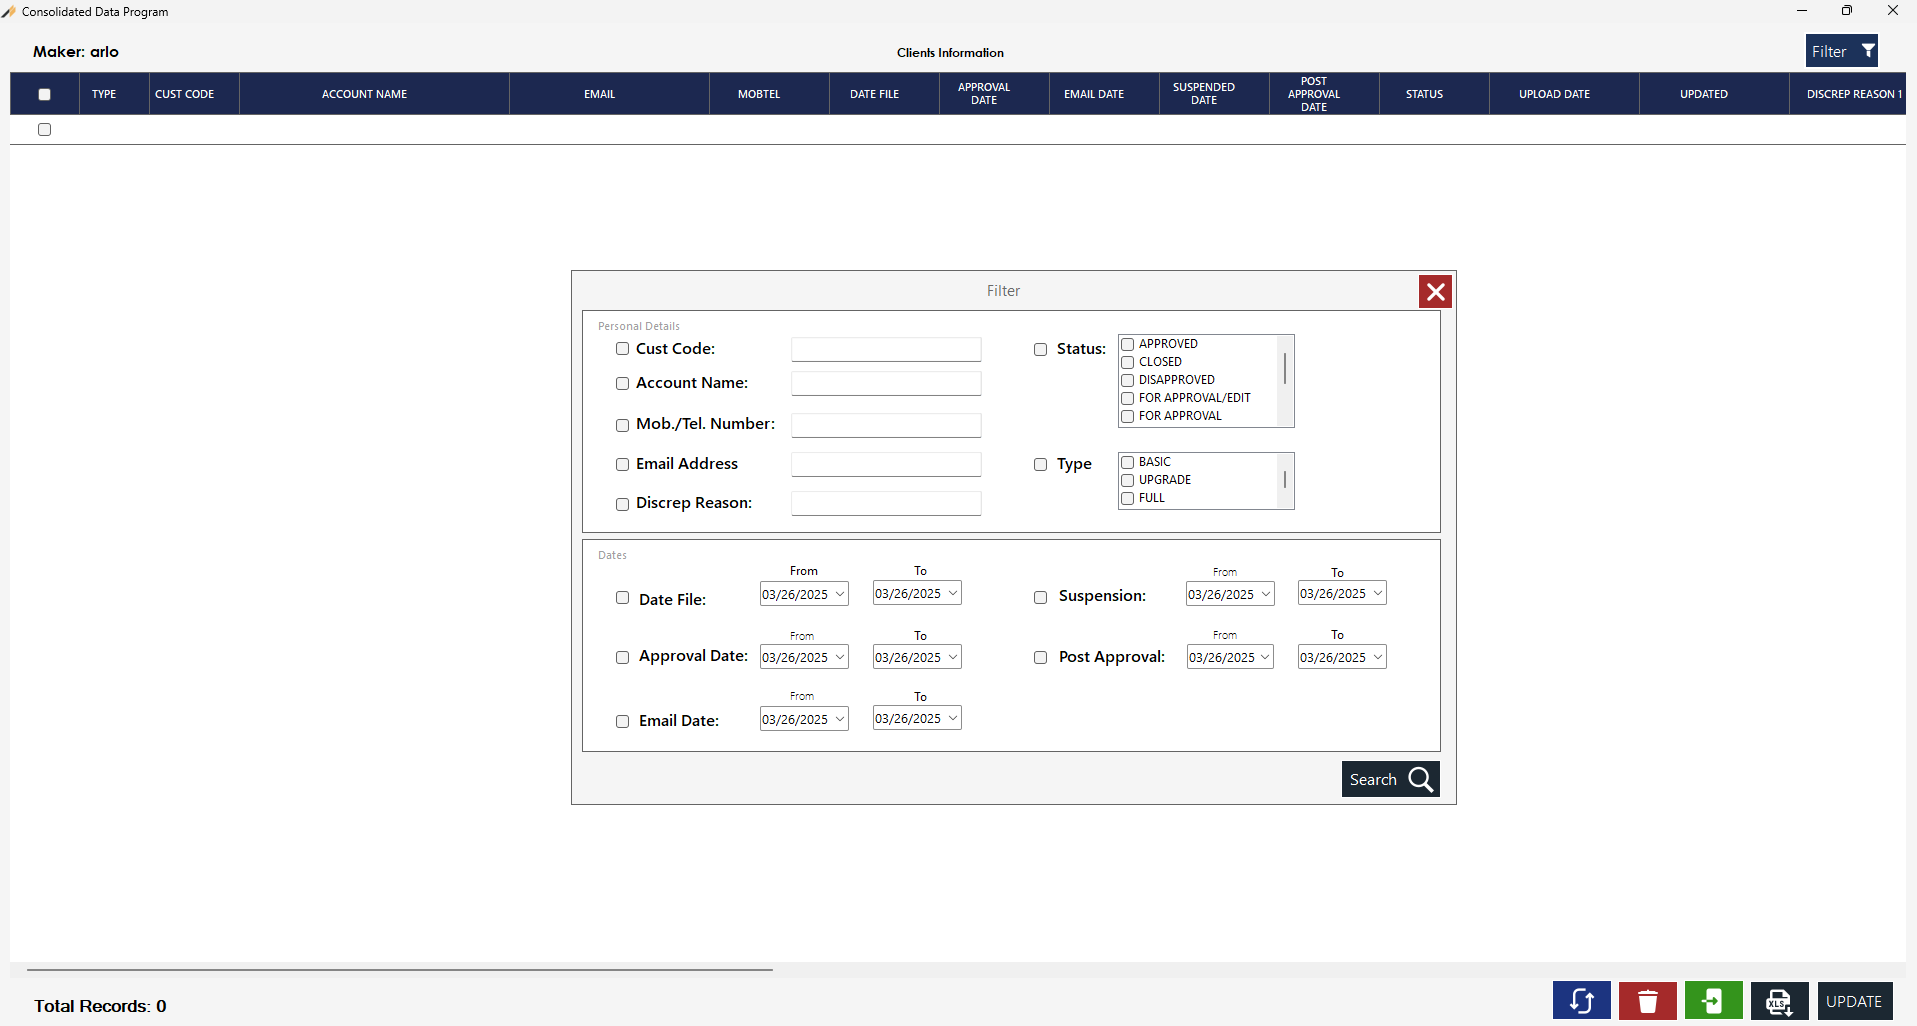 Consolidated Data Program
Maker: arlo
Clients Information
Filter
TYPE
CUST CODE
ACCOUNT NAME
EMAIL
MOBTEL
DATE FILE
APPROVAL
DATE
EMAIL DATE
SUSPENDED
DATE
POST
APPROVAL
DATE
STATUS
UPLOAD DATE
UPDATED
DISCREP REASON 1
Filter
Personal Details
Cust Code:
Account Name:
Mob./Tel. Number:
Email Address
Discrep Reason:
Status:
APPROVED
CLOSED
DISAPPROVED
FOR APPROVAL/EDIT
FOR APPROVAL
Type
BASIC
UPGRADE
FULL
Dates
From To
Date File: 03/26/2025 03/26/2025
From To
Approval Date: 03/26/2025 03/26/2025
From To
Email Date: 03/26/2025 03/26/2025
From To
Suspension: 03/26/2025 03/26/2025
From To
Post Approval: 03/26/2025 03/26/2025
Search
Total Records: 0
XLS
UPDATE